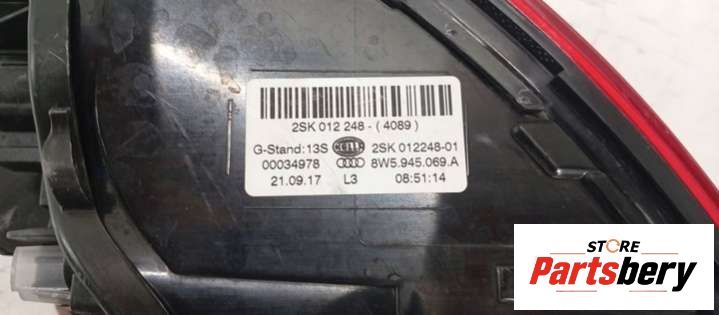 2SK 012 248 - ( 4089 )
G-Stand: 13S HELLA 2SK 012248-01
00034978 8W5.945.069.A
21.09.17 L3 08:51:14
STORE
Partsbery